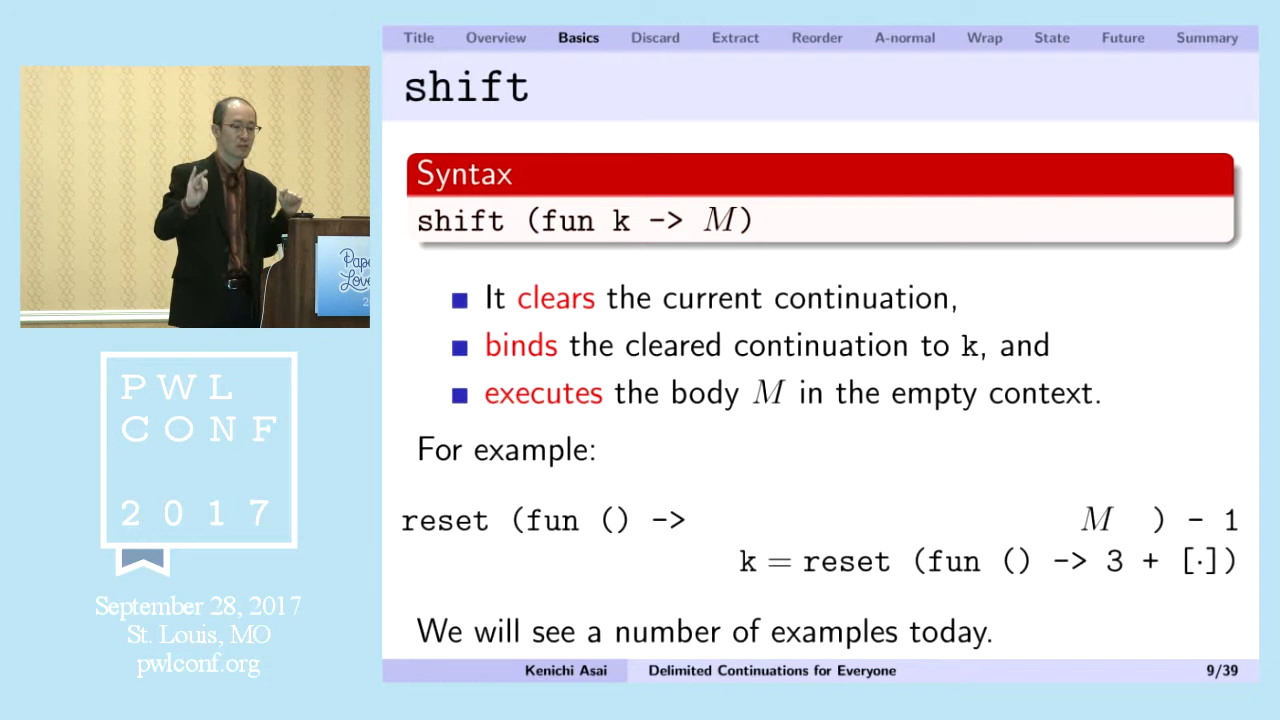 Title Overview Basics Discard Extract Reorder A-normal Wrap State Future Summary
shift
Syntax
shift (fun k -> M)
It clears the current continuation,
binds the cleared continuation to k, and
executes the body M in the empty context.
For example:
reset (fun () -> M ) - 1
k = reset (fun () -> 3 + [·])
We will see a number of examples today.
Kenichi Asai Delimited Continuations for Everyone 9/39
PWL
CONF
2017
September 28, 2017
St. Louis, MO
pwlconf.org